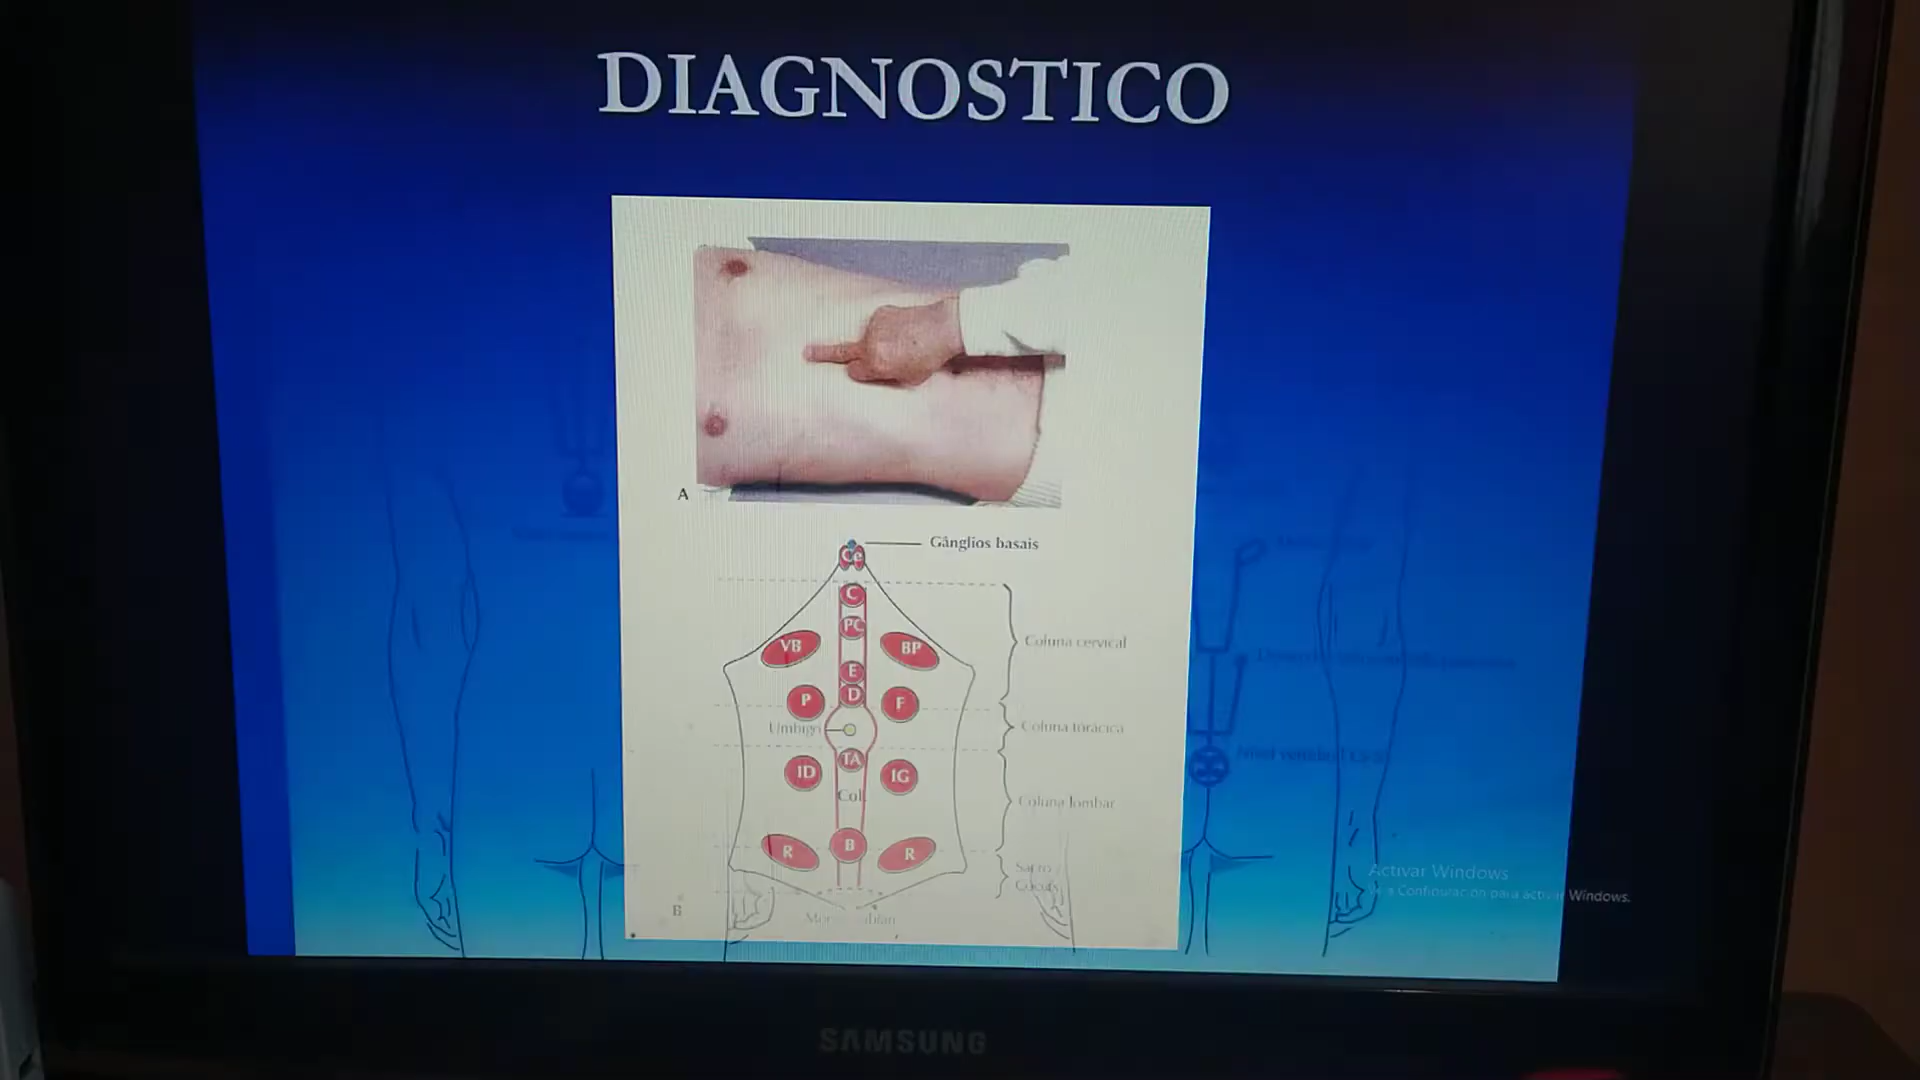 DIAGNOSTICO
A
Gânglios basais
Ce
C
PC
VB
BP
Coluna cervical
E
P
D
F
Umbigo
Coluna torácica
TA
ID
IG
Col.
Coluna lombar
R
B
R
Sacro
Cóccix
B
Activar Windows
Windows.
SAMSUNG